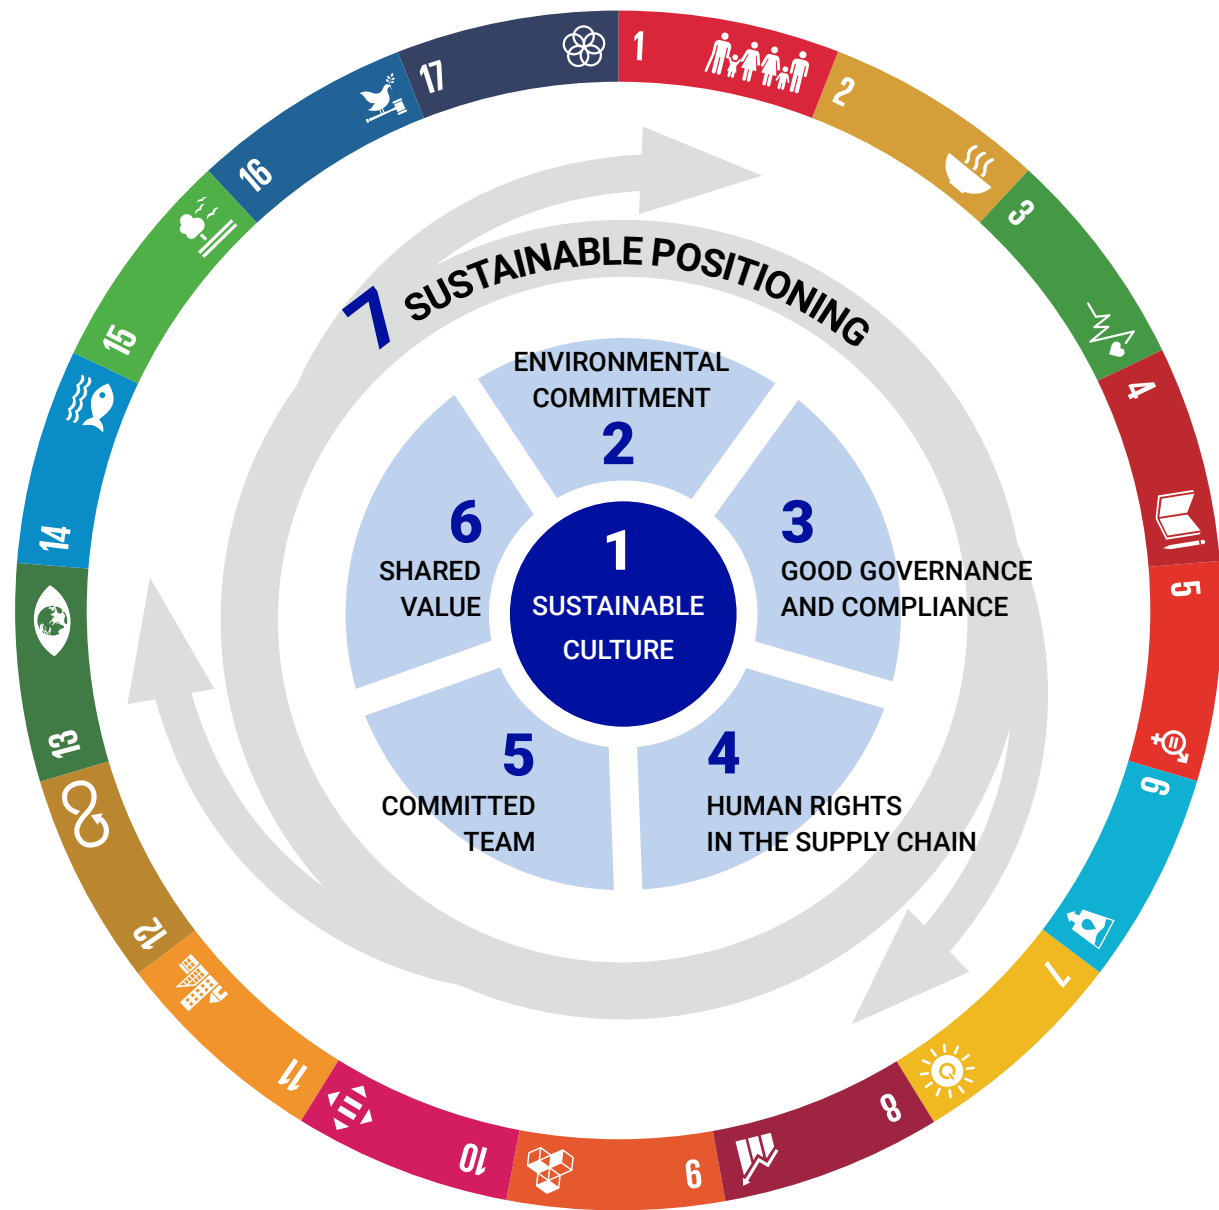 1
2
3
4
5
6
7
8
9
10
11
12
13
14
15
16
17
7 SUSTAINABLE POSITIONING
ENVIRONMENTAL
COMMITMENT
2
3
GOOD GOVERNANCE
AND COMPLIANCE
4
HUMAN RIGHTS
IN THE SUPPLY CHAIN
5
COMMITTED
TEAM
6
SHARED
VALUE
1
SUSTAINABLE
CULTURE